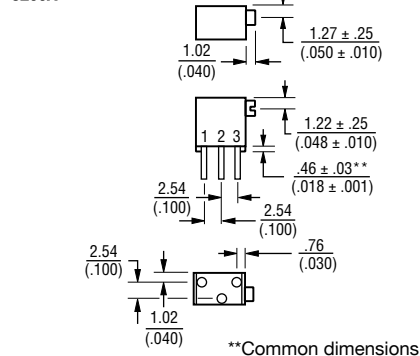 1.02
(.040)
1.27 ± .25
(.050 ± .010)
1 2 3
1.22 ± .25
(.048 ± .010)
.46 ± .03**
(.018 ± .001)
2.54
(.100)
2.54
(.100)
2.54
(.100)
.76
(.030)
1.02
(.040)
**Common dimensions